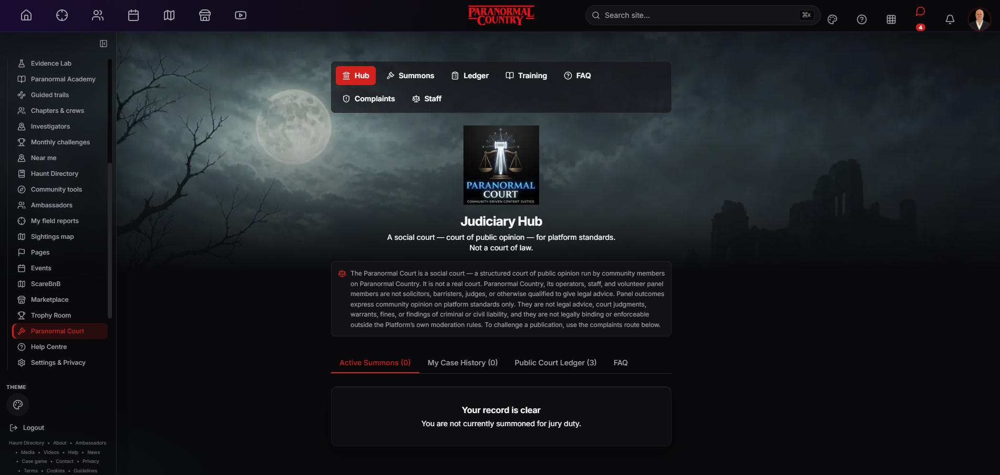 PARANORMAL
COUNTRY
Search site...
⌘K
4
Evidence Lab
Paranormal Academy
Guided trails
Chapters & crews
Investigators
Monthly challenges
Near me
Haunt Directory
Community tools
Ambassadors
My field reports
Sightings map
Pages
Events
ScareBnB
Marketplace
Trophy Room
Paranormal Court
Help Centre
Settings & Privacy
THEME
Logout
Haunt Directory • About • Ambassadors
• Media • Videos • Help • News
• Case game • Contact • Privacy
• Terms • Cookies • Guidelines
Hub Summons Ledger Training FAQ
Complaints Staff
PARANORMAL
COURT
COMMUNITY-DRIVEN CONTENT JUSTICE
Judiciary Hub
A social court — court of public opinion — for platform standards.
Not a court of law.
The Paranormal Court is a social court — a structured court of public opinion run by community members
on Paranormal Country. It is not a real court. Paranormal Country, its operators, staff, and volunteer panel
members are not solicitors, barristers, judges, or otherwise qualified to give legal advice. Panel outcomes
express community opinion on platform standards only. They are not legal advice, court judgments,
warrants, fines, or findings of criminal or civil liability, and they are not legally binding or enforceable
outside the Platform's own moderation rules. To challenge a publication, use the complaints route below.
Active Summons (0) My Case History (0) Public Court Ledger (3) FAQ
Your record is clear
You are not currently summoned for jury duty.